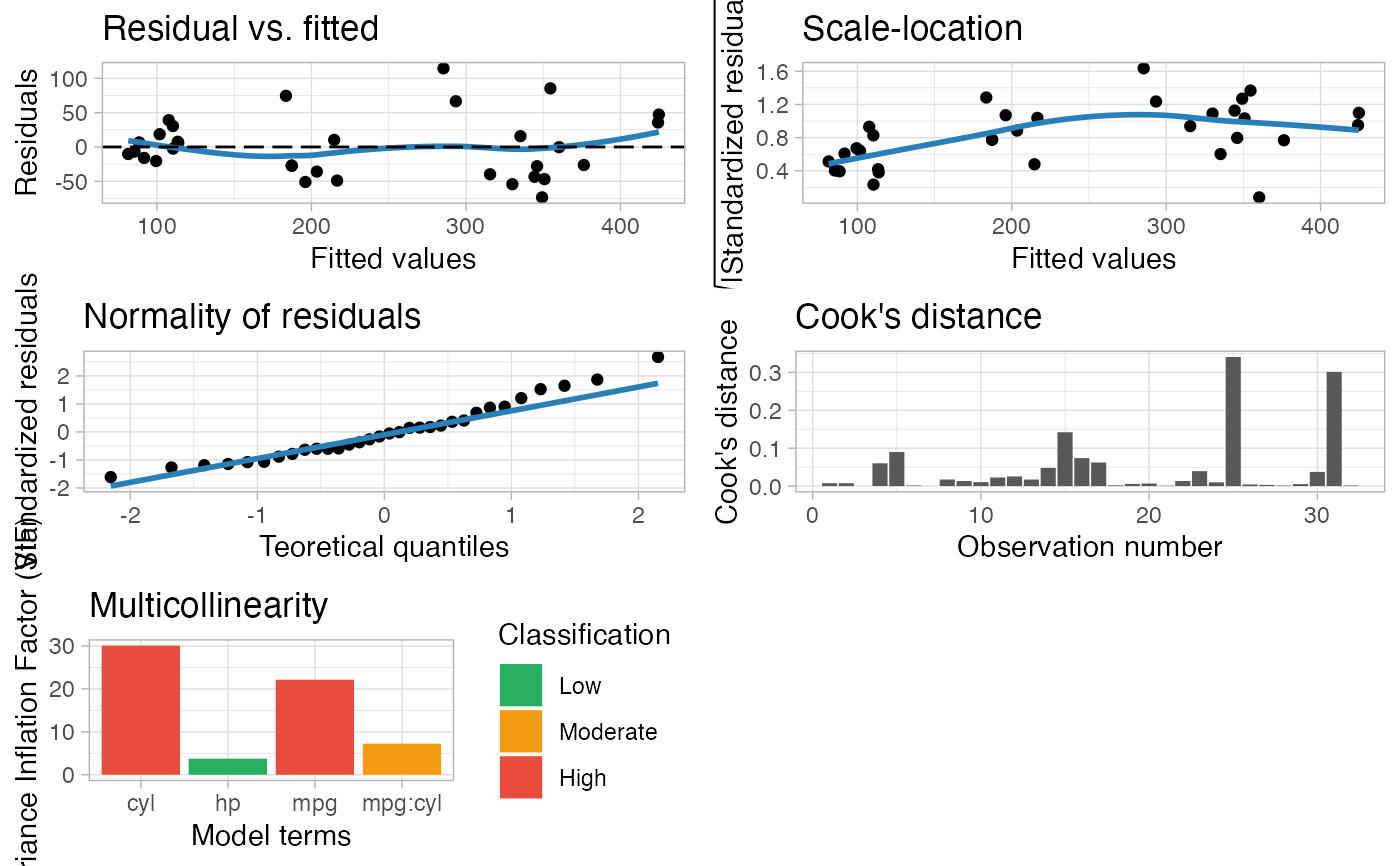 Residual vs. fitted
Residuals
100
50
0
-50
100
200
300
400
Fitted values
Scale-location
|Standardized residua
1.6
1.2
0.8
0.4
100
200
300
400
Fitted values
Normality of residuals
Standardized residuals
2
1
0
-1
-2
-2
-1
0
1
2
Teoretical quantiles
Cook's distance
Cook's distance
0.3
0.2
0.1
0.0
0
10
20
30
Observation number
Multicollinearity
riance Inflation Factor (VIF)
30
20
10
0
cyl
hp
mpg
mpg:cyl
Model terms
Classification
Low
Moderate
High